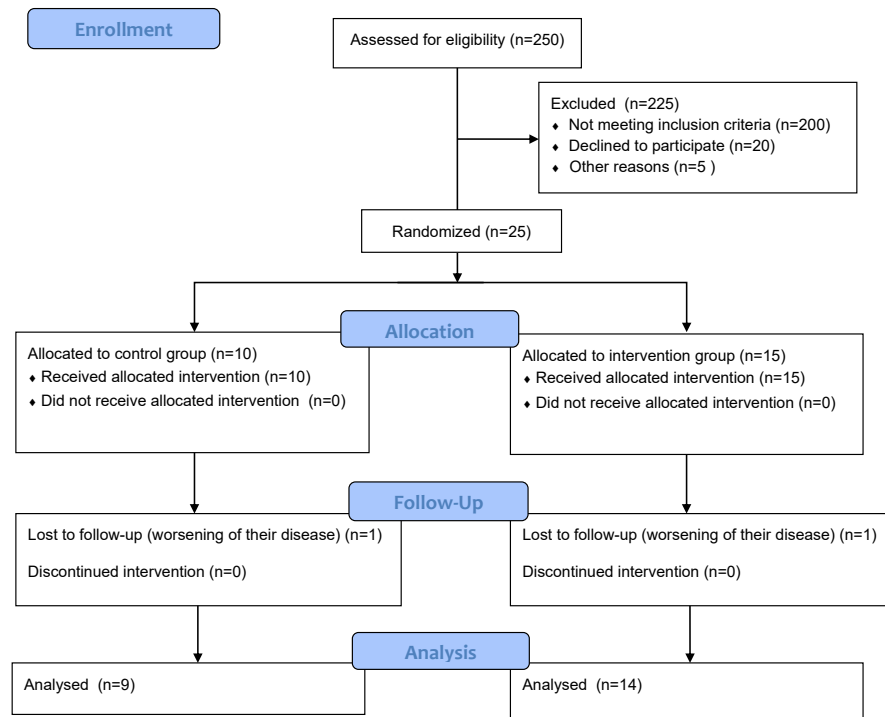 Enrollment
Assessed for eligibility (n=250)
Excluded  (n=225)
♦ Not meeting inclusion criteria (n=200)
♦ Declined to participate (n=20)
♦ Other reasons (n=5 )
Randomized (n=25)
Allocation
Allocated to control group (n=10)
♦ Received allocated intervention (n=10)
♦ Did not receive allocated intervention  (n=0)
Allocated to intervention group (n=15)
♦ Received allocated intervention (n=15)
♦ Did not receive allocated intervention (n=0)
Follow-Up
Lost to follow-up (worsening of their disease) (n=1)
Discontinued intervention (n=0)
Lost to follow-up (worsening of their disease) (n=1)
Discontinued intervention (n=0)
Analysis
Analysed  (n=9)
Analysed  (n=14)